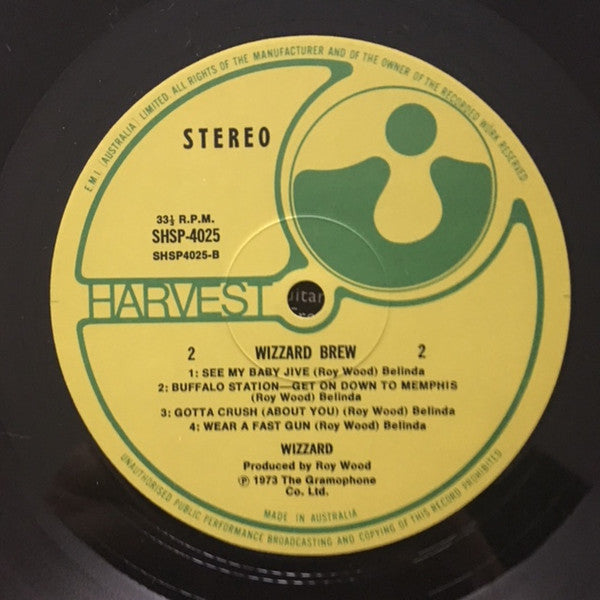 E.M.I. (AUSTRALIA) LIMITED. ALL RIGHTS OF THE MANUFACTURER AND OF THE OWNER OF THE RECORDED WORK RESERVED.
STEREO
33⅓ R.P.M.
SHSP-4025
SHSP4025-B
HARVEST
2 WIZZARD BREW 2
1: SEE MY BABY JIVE (Roy Wood) Belinda
2: BUFFALO STATION—GET ON DOWN TO MEMPHIS
(Roy Wood) Belinda
3: GOTTA CRUSH (ABOUT YOU) (Roy Wood) Belinda
4: WEAR A FAST GUN (Roy Wood) Belinda
WIZZARD
Produced by Roy Wood
℗ 1973 The Gramophone
Co. Ltd.
MADE IN AUSTRALIA
UNAUTHORISED PUBLIC PERFORMANCE BROADCASTING AND COPYING OF THIS RECORD PROHIBITED